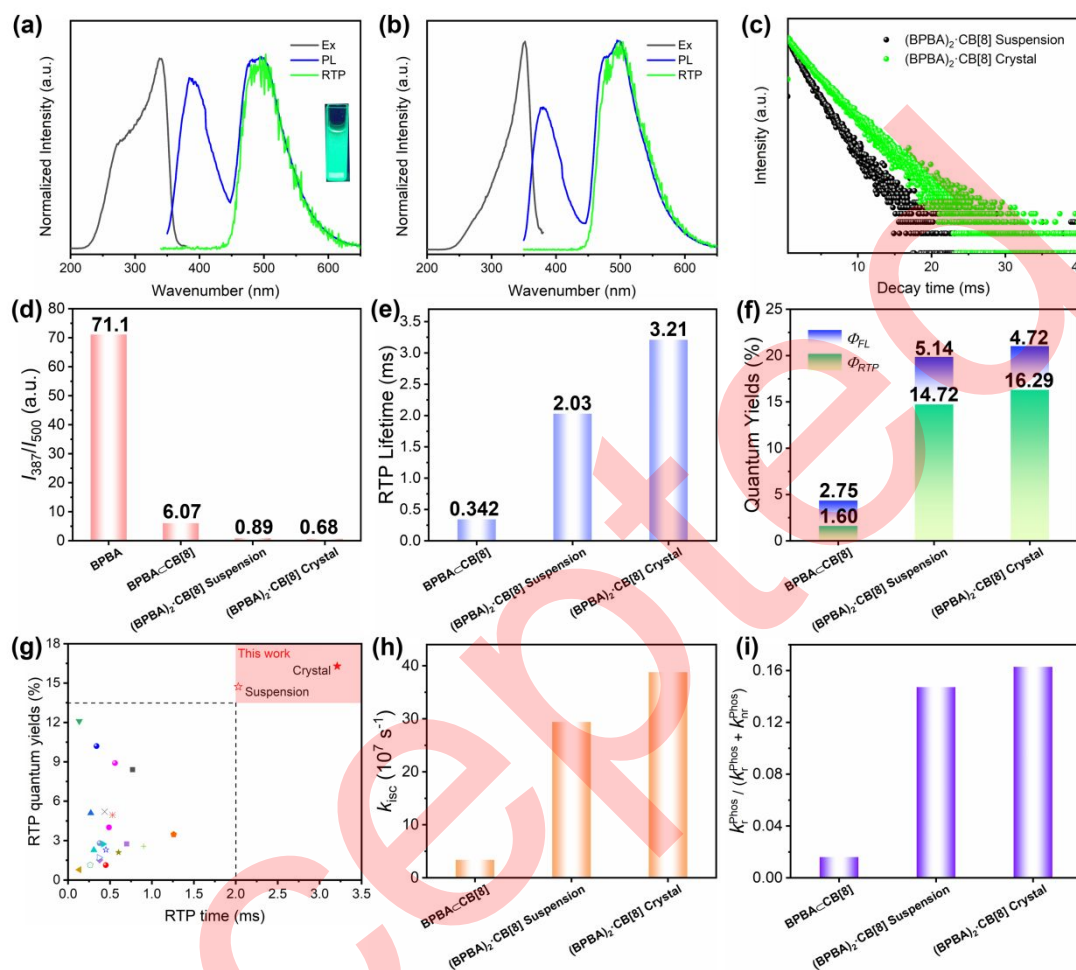 (a)
Normalized Intensity (a.u.)
Ex
PL
RTP
200 300 400 500 600
Wavenumber (nm)
(b)
Normalized Intensity (a.u.)
Ex
PL
RTP
200 300 400 500 600
Wavenumber (nm)
(c)
Intensity (a.u.)
(BPBA)₂·CB[8] Suspension
(BPBA)₂·CB[8] Crystal
10 20 30 40
Decay time (ms)
(d)
I₃₈₇/I₅₀₀ (a.u.)
80
70
60
50
40
30
20
10
0
71.1
6.07
0.89
0.68
BPBA
BPBA⊂CB[8]
(BPBA)₂·CB[8] Suspension
(BPBA)₂·CB[8] Crystal
(e)
RTP Lifetime (ms)
3.5
3.0
2.5
2.0
1.5
1.0
0.5
0.0
0.342
2.03
3.21
BPBA⊂CB[8]
(BPBA)₂·CB[8] Suspension
(BPBA)₂·CB[8] Crystal
(f)
Quantum Yields (%)
25
20
15
10
5
0
Φ_FL
Φ_RTP
2.75
1.60
5.14
14.72
4.72
16.29
BPBA⊂CB[8]
(BPBA)₂·CB[8] Suspension
(BPBA)₂·CB[8] Crystal
(g)
RTP quantum yields (%)
18
15
12
9
6
3
0
This work
Crystal
Suspension
0.0 0.5 1.0 1.5 2.0 2.5 3.0 3.5
RTP time (ms)
(h)
k_isc (10⁷ s⁻¹)
40
30
20
10
0
BPBA⊂CB[8]
(BPBA)₂·CB[8] Suspension
(BPBA)₂·CB[8] Crystal
(i)
k_r^Phos / (k_r^Phos + k_nr^Phos)
0.16
0.12
0.08
0.04
0.00
BPBA⊂CB[8]
(BPBA)₂·CB[8] Suspension
(BPBA)₂·CB[8] Crystal